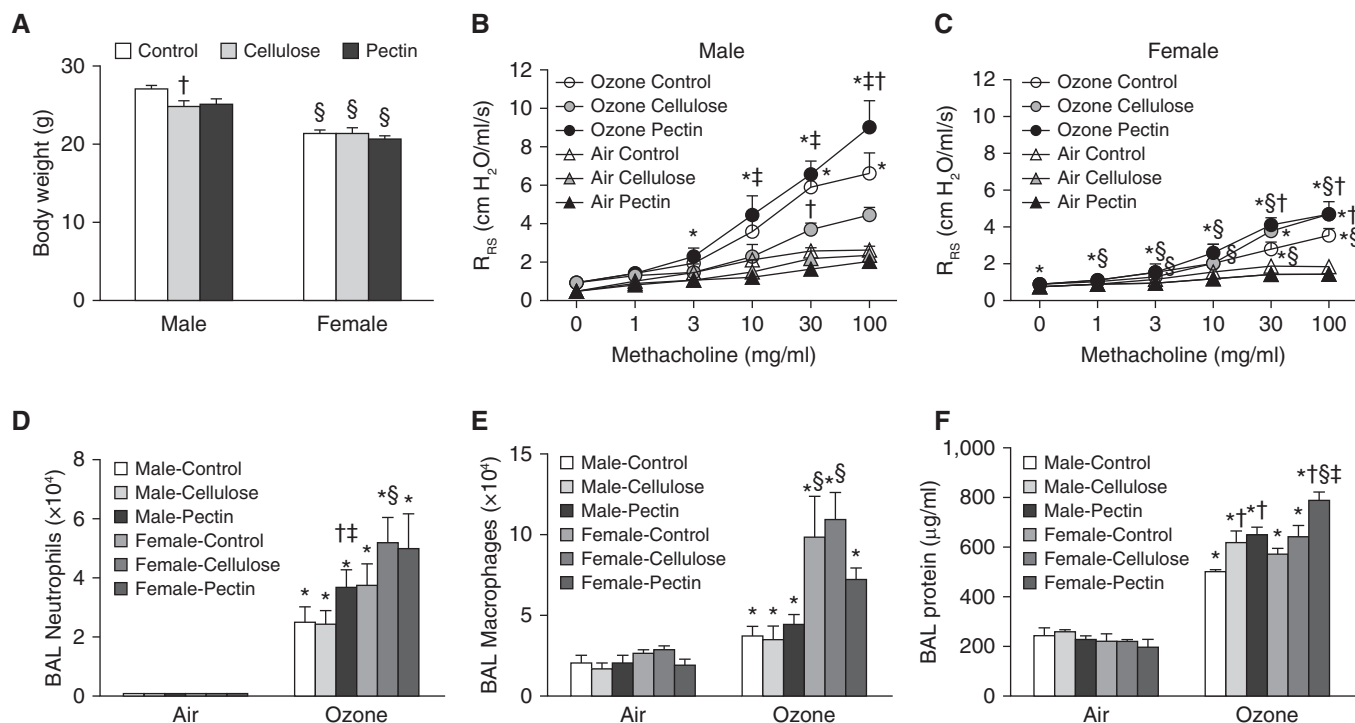 A
Control Cellulose Pectin
30
20
10
0
Body weight (g)
†
§ § §
Male Female
B
Male
12
10
8
6
4
2
0
R_RS (cm H₂O/ml/s)
Ozone Control
Ozone Cellulose
Ozone Pectin
Air Control
Air Cellulose
Air Pectin
*
*‡
*‡
*
†
*‡†
*
0 1 3 10 30 100
Methacholine (mg/ml)
C
Female
12
10
8
6
4
2
0
R_RS (cm H₂O/ml/s)
Ozone Control
Ozone Cellulose
Ozone Pectin
Air Control
Air Cellulose
Air Pectin
*
*§
*§
§
*§
§
*§†
*
*§
*§†
*†
*§
0 1 3 10 30 100
Methacholine (mg/ml)
D
8
6
4
2
0
BAL Neutrophils (×10⁴)
Male-Control
Male-Cellulose
Male-Pectin
Female-Control
Female-Cellulose
Female-Pectin
* *
†‡
*
*
*§
*
Air Ozone
E
15
10
5
0
BAL Macrophages (×10⁴)
Male-Control
Male-Cellulose
Male-Pectin
Female-Control
Female-Cellulose
Female-Pectin
* * *
*§
*§
*
Air Ozone
F
1,000
800
600
400
200
0
BAL protein (µg/ml)
Male-Control
Male-Cellulose
Male-Pectin
Female-Control
Female-Cellulose
Female-Pectin
*
*†
*†
*
*
*†§‡
Air Ozone